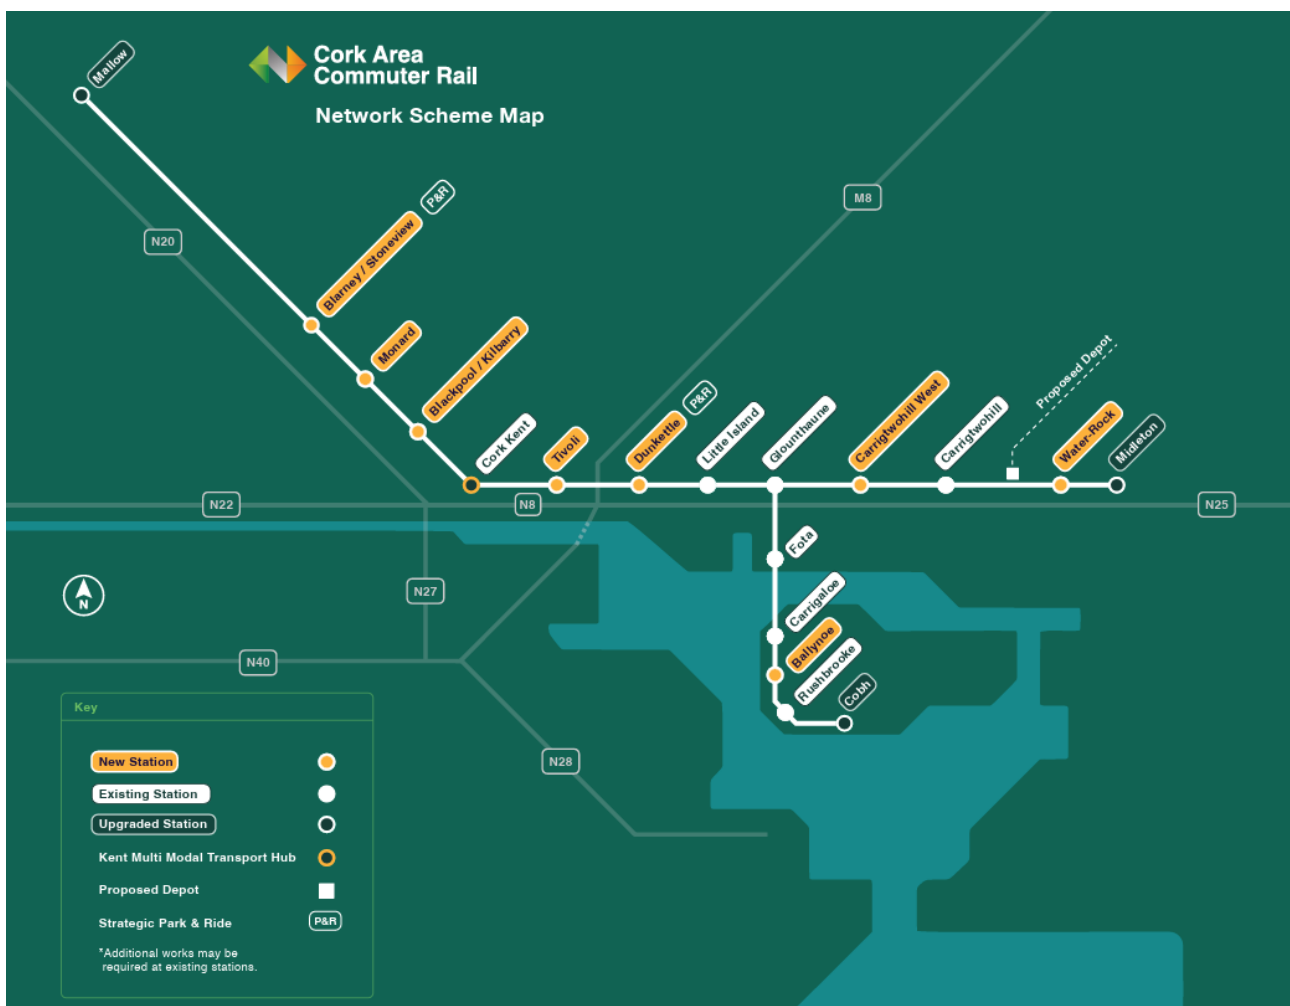 Cork Area
Commuter Rail
Network Scheme Map
Mallow
N20
M8
P&R
Blarney / Stoneview
Monard
Blackpool / Kilbarry
Cork Kent
Tivoli
Dunkettle
P&R
Little Island
Glounthaune
Carrigtwohill West
Carrigtwohill
Proposed Depot
Water-Rock
Midleton
N22
N8
N25
Fota
Carrigaloe
Ballynoe
Rushbrooke
Cobh
N
N27
N40
N28
Key
New Station
Existing Station
Upgraded Station
Kent Multi Modal Transport Hub
Proposed Depot
Strategic Park & Ride P&R
*Additional works may be
required at existing stations.